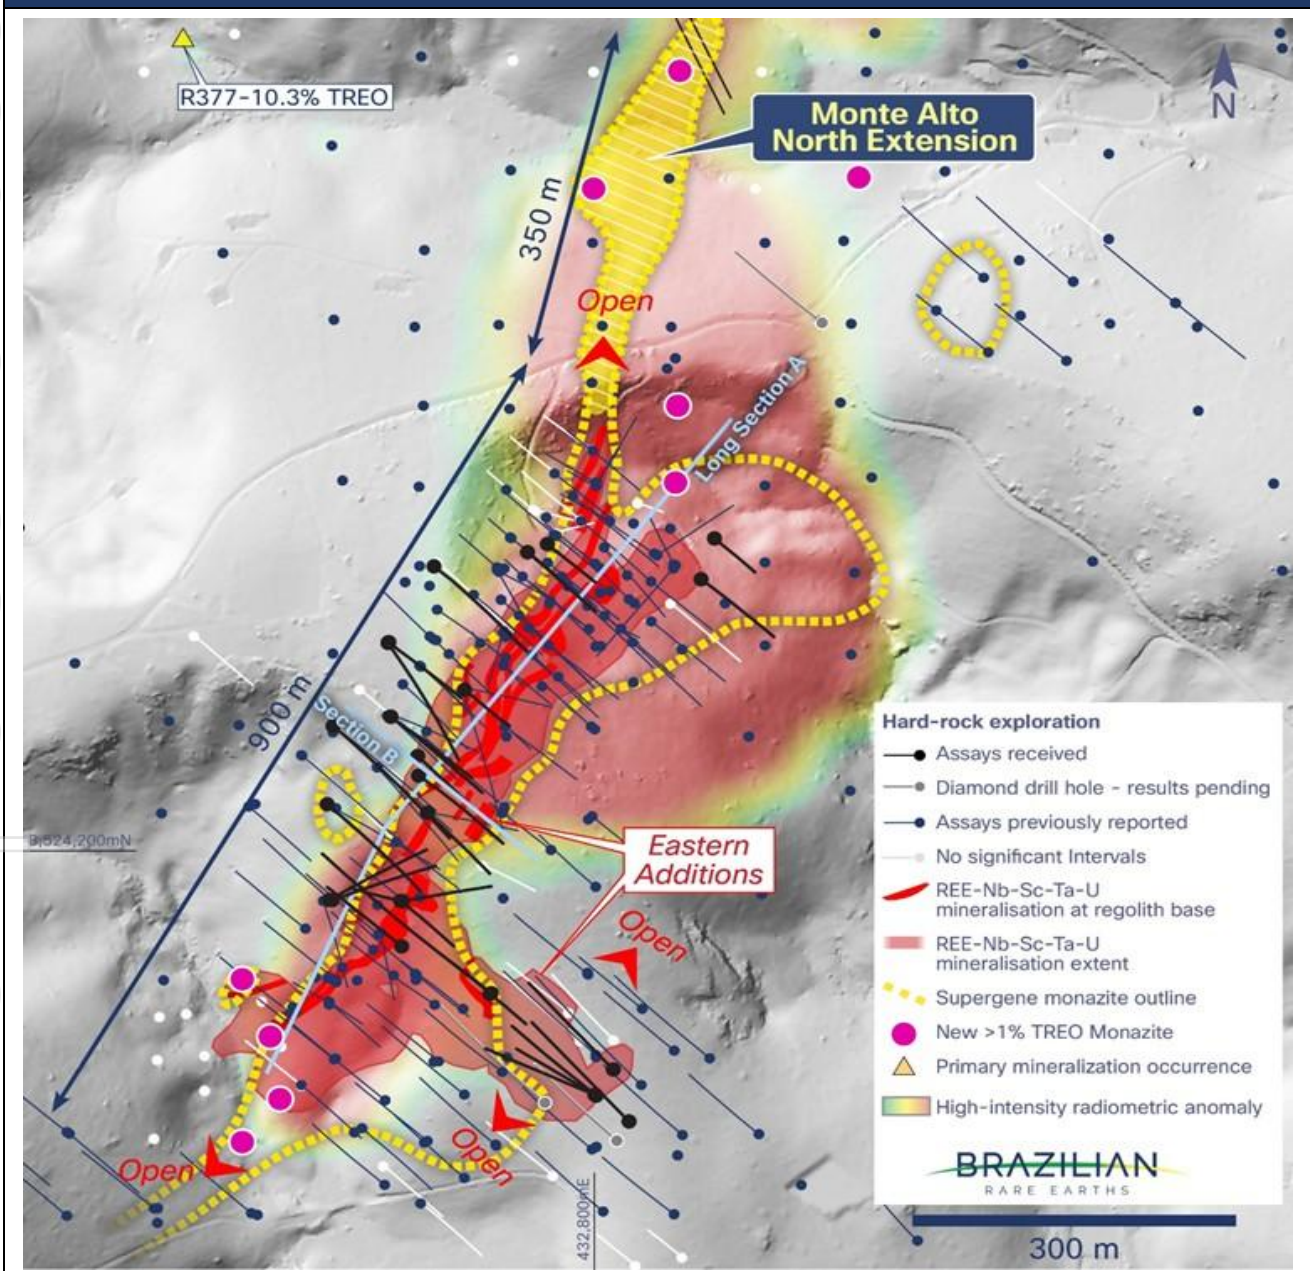 R377-10.3% TREO
Monte Alto
North Extension
N
350 m
Open
Long Section A
900 m
Section B
8,524,200mN
Eastern
Additions
Open
Open
Open
432,800mE
Hard-rock exploration
Assays received
Diamond drill hole - results pending
Assays previously reported
No significant Intervals
REE-Nb-Sc-Ta-U
mineralisation at regolith base
REE-Nb-Sc-Ta-U
mineralisation extent
Supergene monazite outline
New >1% TREO Monazite
Primary mineralization occurrence
High-intensity radiometric anomaly
BRAZILIAN
RARE EARTHS
300 m